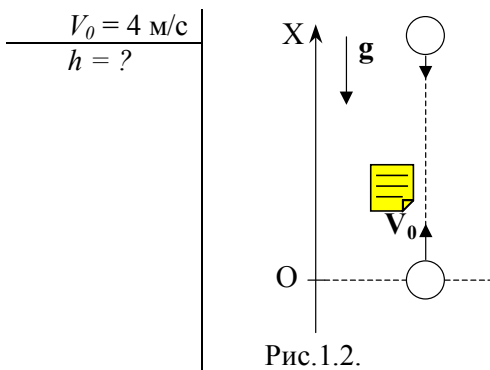 V₀ = 4 м/с
h = ?
X
g
V₀
O
Рис.1.2.